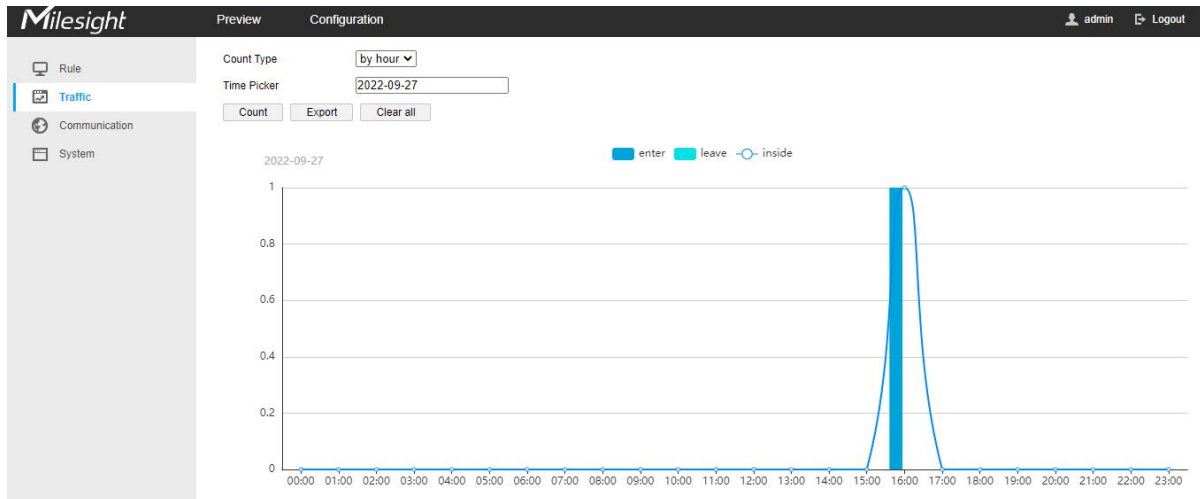 Milesight Preview Configuration admin Logout
Rule
Traffic
Communication
System
Count Type by hour
Time Picker 2022-09-27
Count Export Clear all
2022-09-27 enter leave inside
1
0.8
0.6
0.4
0.2
0
00:00 01:00 02:00 03:00 04:00 05:00 06:00 07:00 08:00 09:00 10:00 11:00 12:00 13:00 14:00 15:00 16:00 17:00 18:00 19:00 20:00 21:00 22:00 23:00